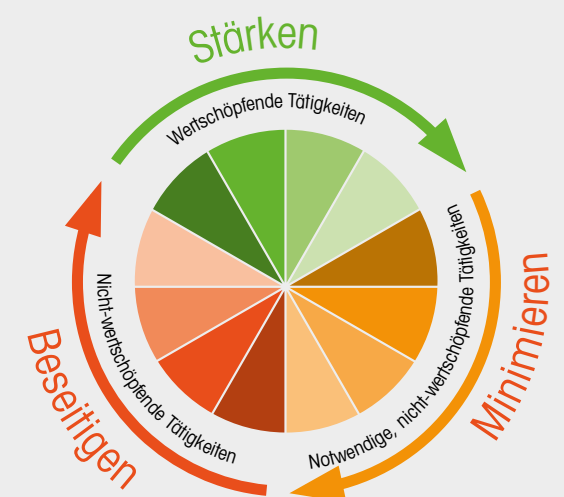 Stärken
Wertschöpfende Tätigkeiten
Notwendige, nicht-wertschöpfende Tätigkeiten
Minimieren
Nicht-wertschöpfende Tätigkeiten
Beseitigen